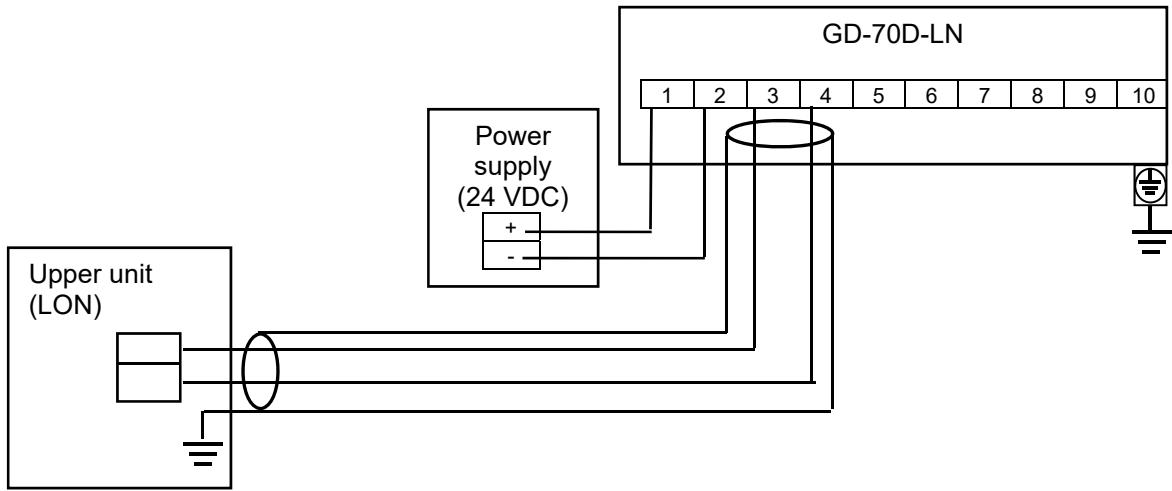 GD-70D-LN
1 2 3 4 5 6 7 8 9 10
Power
supply
(24 VDC)
+
-
Upper unit
(LON)